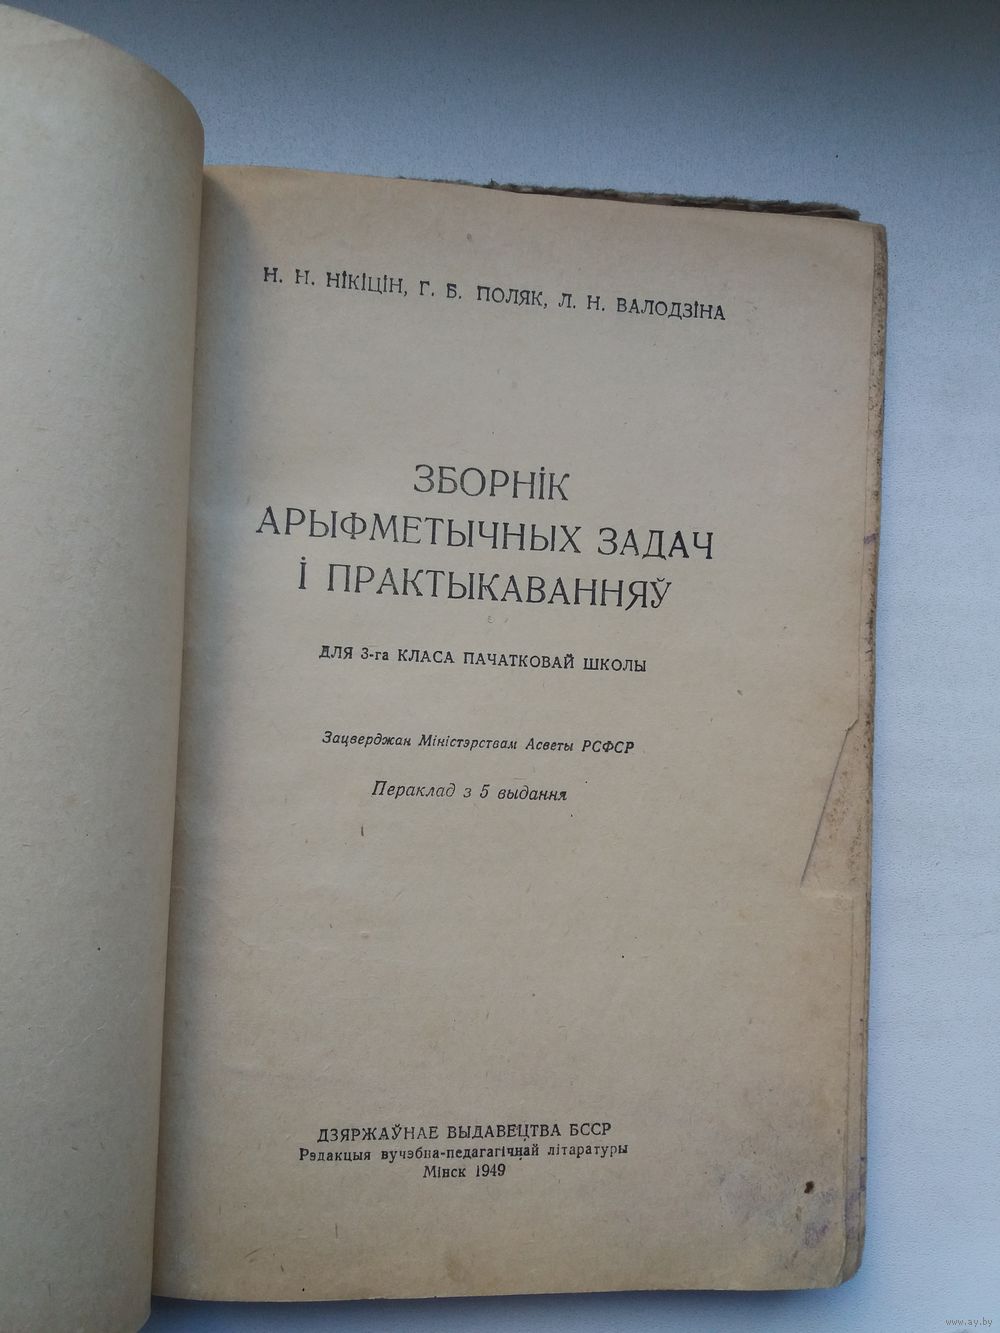 Н. Н. НІКІЦІН, Г. Б. ПОЛЯК, Л. Н. ВАЛОДЗІНА
ЗБОРНІК
АРЫФМЕТЫЧНЫХ ЗАДАЧ
І ПРАКТЫКАВАННЯЎ
ДЛЯ 3-га КЛАСА ПАЧАТКОВАЙ ШКОЛЫ
Зацверджан Міністэрствам Асветы РСФСР
Пераклад з 5 выдання
ДЗЯРЖАЎНАЕ ВЫДАВЕЦТВА БССР
Рэдакцыя вучэбна-педагагічнай літаратуры
Мінск 1949
www.ay.by